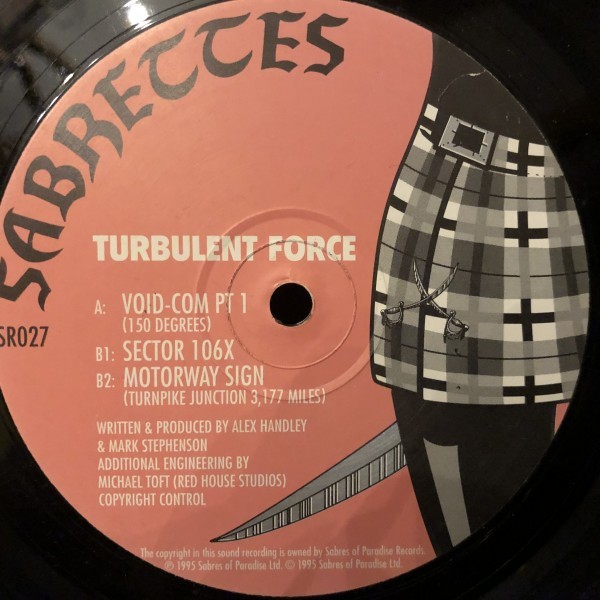 SABRETTES
TURBULENT FORCE
A: VOID-COM PT 1
(150 DEGREES)
SR027
B1: SECTOR 106X
B2: MOTORWAY SIGN
(TURNPIKE JUNCTION 3,177 MILES)
WRITTEN & PRODUCED BY ALEX HANDLEY
& MARK STEPHENSON
ADDITIONAL ENGINEERING BY
MICHAEL TOFT (RED HOUSE STUDIOS)
COPYRIGHT CONTROL
The copyright in this sound recording is owned by Sabres of Paradise Records.
℗ 1995 Sabres of Paradise Ltd. © 1995 Sabres of Paradise Ltd.